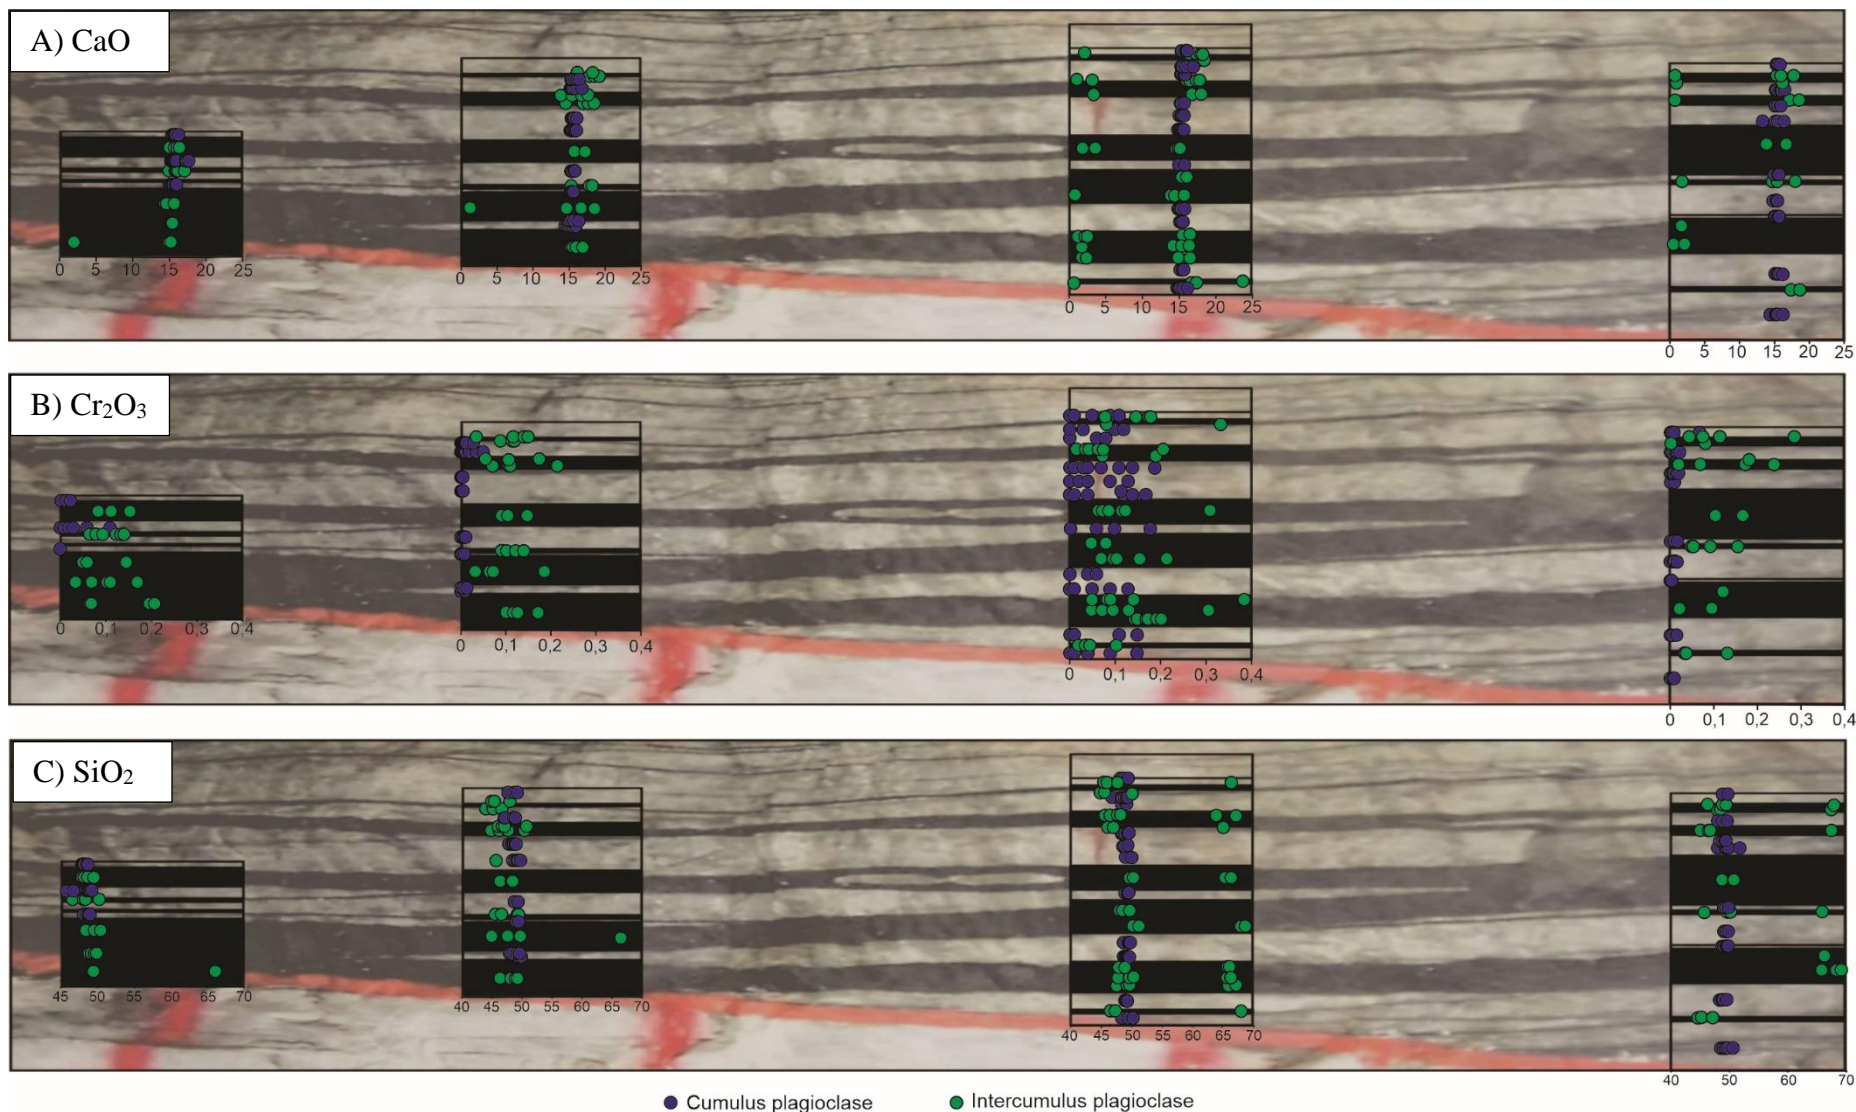 A) CaO
0 5 10 15 20 25
0 5 10 15 20 25
0 5 10 15 20 25
0 5 10 15 20 25
B) Cr₂O₃
0 0,1 0,2 0,3 0,4
0 0,1 0,2 0,3 0,4
0 0,1 0,2 0,3 0,4
0 0,1 0,2 0,3 0,4
C) SiO₂
45 50 55 60 65 70
40 45 50 55 60 65 70
40 45 50 55 60 65 70
40 50 60 70
Cumulus plagioclase
Intercumulus plagioclase